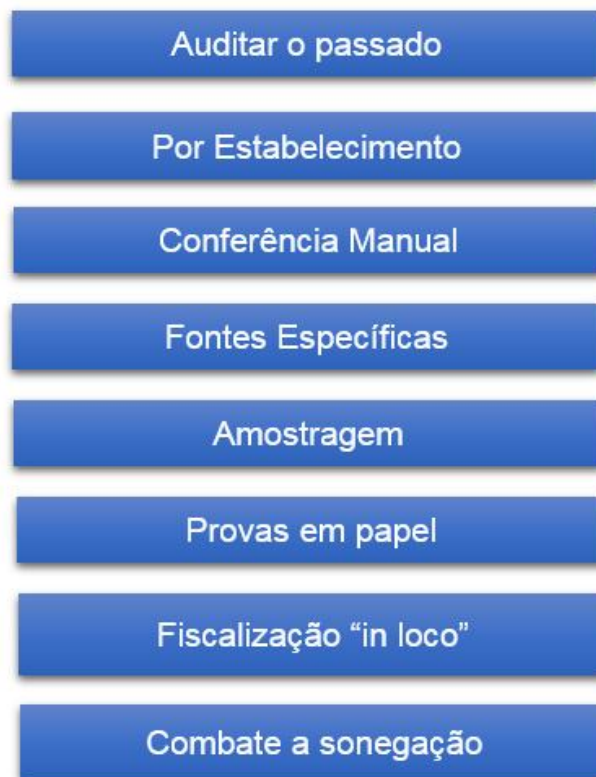 Auditar o passado
Por Estabelecimento
Conferência Manual
Fontes Específicas
Amostragem
Provas em papel
Fiscalização “in loco”
Combate a sonegação